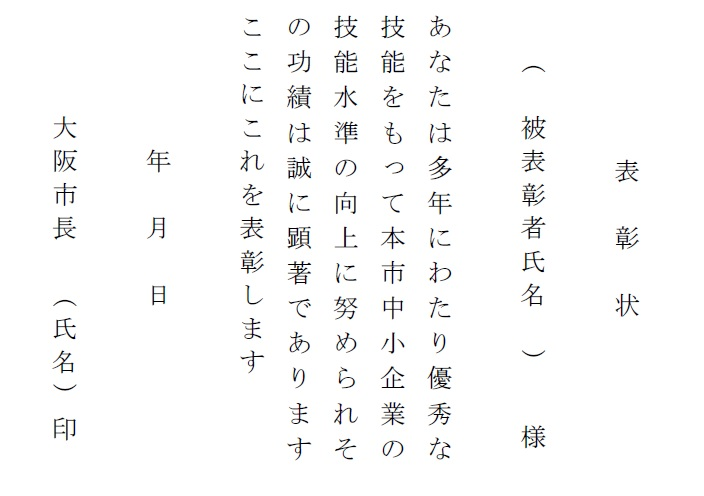 表彰状
（被表彰者氏名　）　様
あなたは多年にわたり優秀な
技能をもって本市中小企業の
技能水準の向上に努められそ
の功績は誠に顕著であります
ここにこれを表彰します
年　月　日
大阪市長　（氏名）印